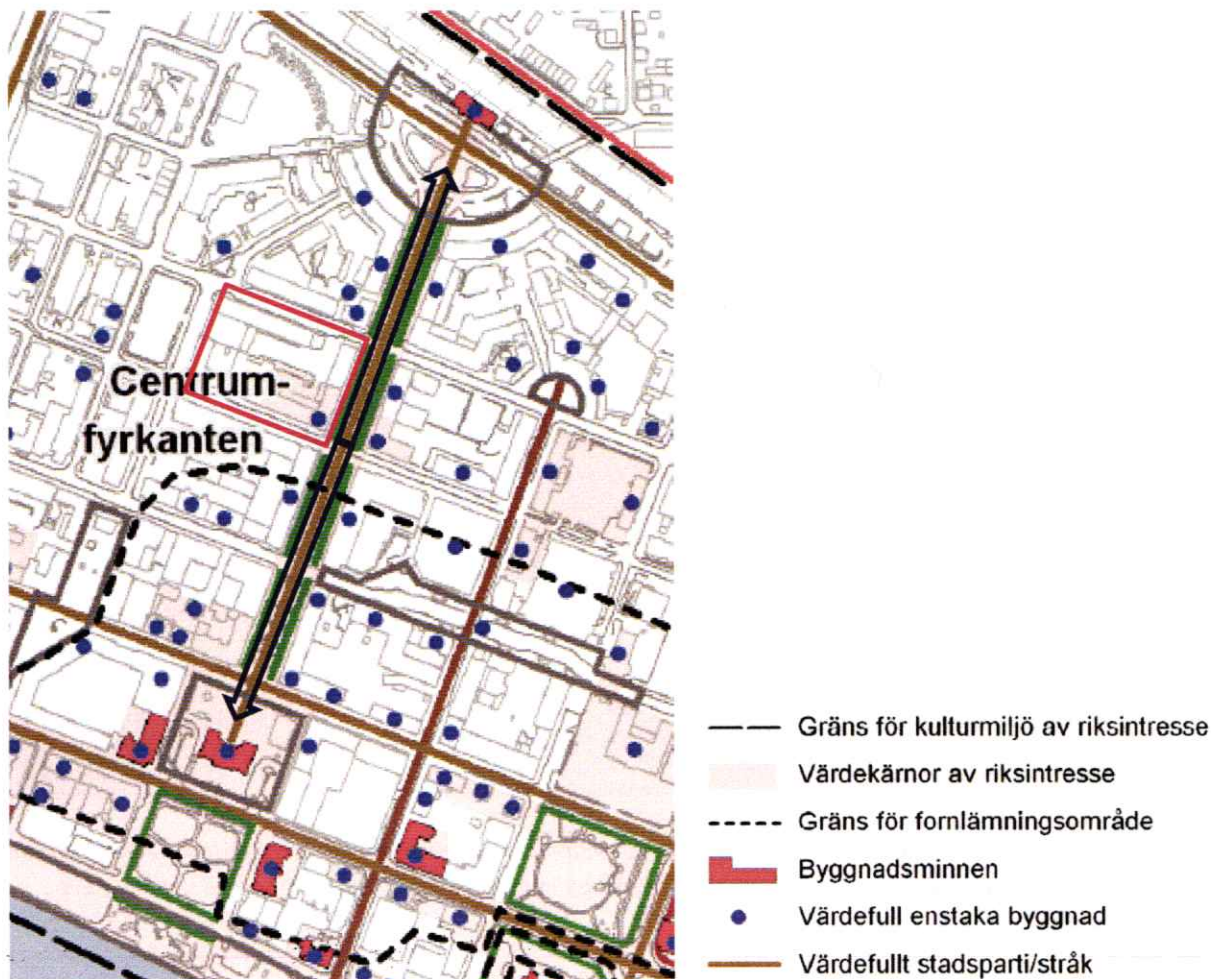 Centrum-
fyrkanten
Gräns för kulturmiljö av riksintresse
Värdekärnor av riksintresse
Gräns för fornlämningsområde
Byggnadsminnen
Värdefull enstaka byggnad
Värdefullt stadsparti/stråk